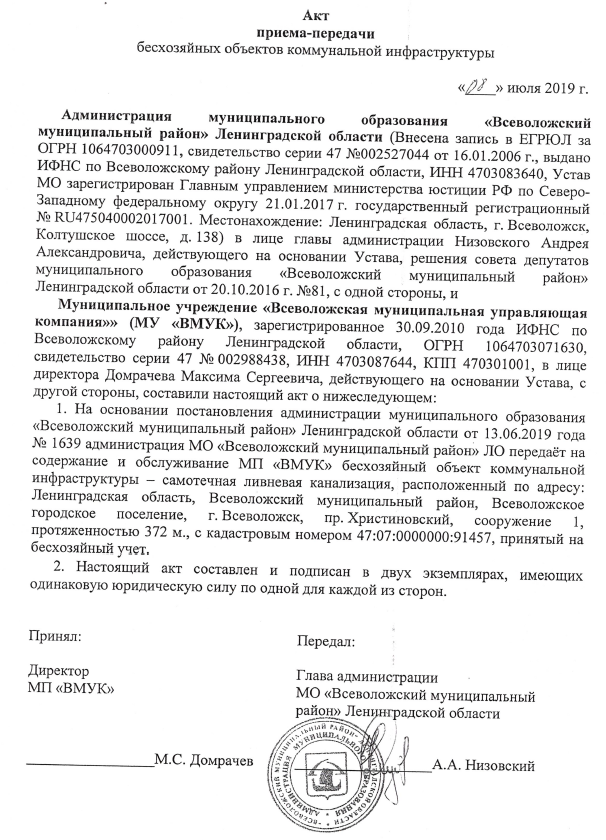 Акт
приема-передачи
бесхозяйных объектов коммунальной инфраструктуры
«08» июля 2019 г.
Администрация муниципального образования «Всеволожский
муниципальный район» Ленинградской области (Внесена запись в ЕГРЮЛ за
ОГРН 1064703000911, свидетельство серии 47 №002527044 от 16.01.2006 г., выдано
ИФНС по Всеволожскому району Ленинградской области, ИНН 4703083640, Устав
МО зарегистрирован Главным управлением министерства юстиции РФ по Северо-
Западному федеральному округу 21.01.2017 г. государственный регистрационный
№ RU475040002017001. Местонахождение: Ленинградская область, г. Всеволожск,
Колтушское шоссе, д. 138) в лице главы администрации Низовского Андрея
Александровича, действующего на основании Устава, решения совета депутатов
муниципального образования «Всеволожский муниципальный район»
Ленинградской области от 20.10.2016 г. №81, с одной стороны, и
Муниципальное учреждение «Всеволожская муниципальная управляющая
компания»» (МУ «ВМУК»), зарегистрированное 30.09.2010 года ИФНС по
Всеволожскому району Ленинградской области, ОГРН 1064703071630,
свидетельство серии 47 № 002988438, ИНН 4703087644, КПП 470301001, в лице
директора Домрачева Максима Сергеевича, действующего на основании Устава, с
другой стороны, составили настоящий акт о нижеследующем:
1. На основании постановления администрации муниципального образования
«Всеволожский муниципальный район» Ленинградской области от 13.06.2019 года
№ 1639 администрация МО «Всеволожский муниципальный район» ЛО передаёт на
содержание и обслуживание МП «ВМУК» бесхозяйный объект коммунальной
инфраструктуры – самотечная ливневая канализация, расположенный по адресу:
Ленинградская область, Всеволожский муниципальный район, Всеволожское
городское поселение, г. Всеволожск, пр. Христиновский, сооружение 1,
протяженностью 372 м., с кадастровым номером 47:07:0000000:91457, принятый на
бесхозяйный учет.
2. Настоящий акт составлен и подписан в двух экземплярах, имеющих
одинаковую юридическую силу по одной для каждой из сторон.
Принял:
Директор
МП «ВМУК»
М.С. Домрачев
Передал:
Глава администрации
МО «Всеволожский муниципальный
район» Ленинградской области
А.А. Низовский